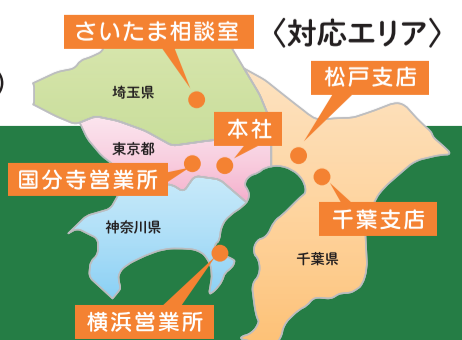 〈対応エリア〉
さいたま相談室
松戸支店
埼玉県
本社
東京都
国分寺営業所
千葉支店
神奈川県
千葉県
横浜営業所